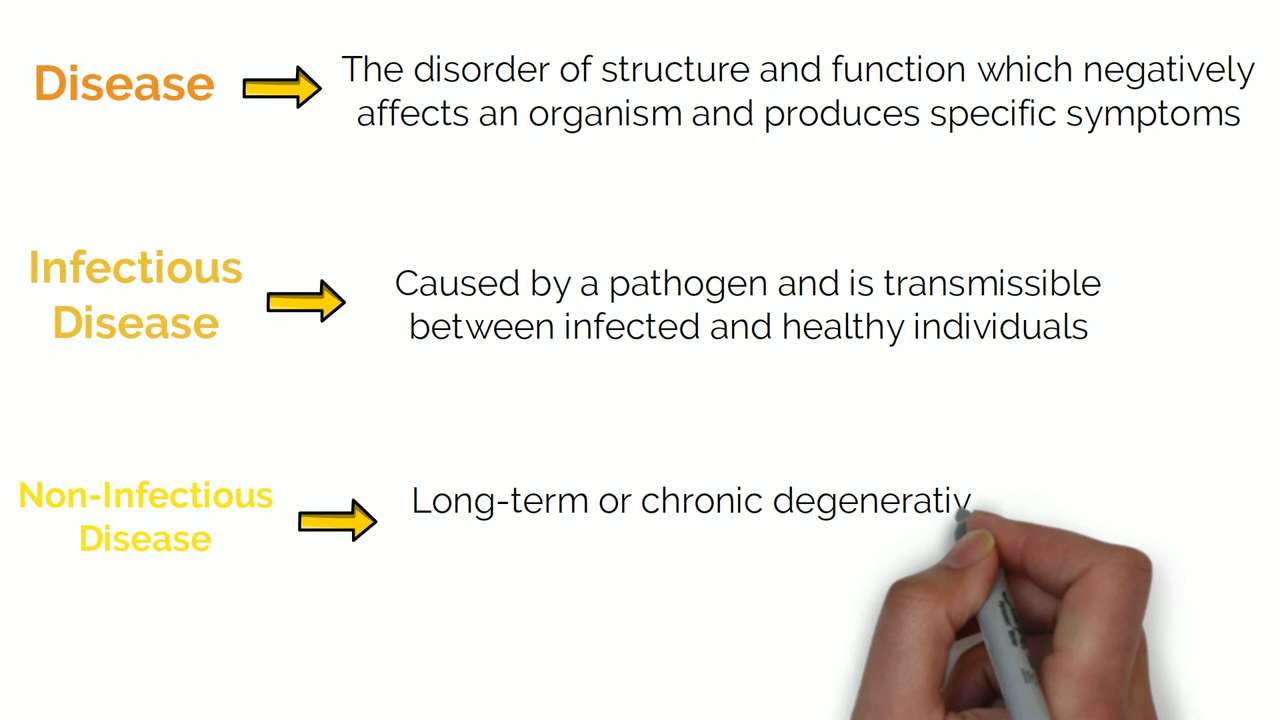 Disease
The disorder of structure and function which negatively
affects an organism and produces specific symptoms
Infectious
Disease
Caused by a pathogen and is transmissible
between infected and healthy individuals
Non-Infectious
Disease
Long-term or chronic degenerativ